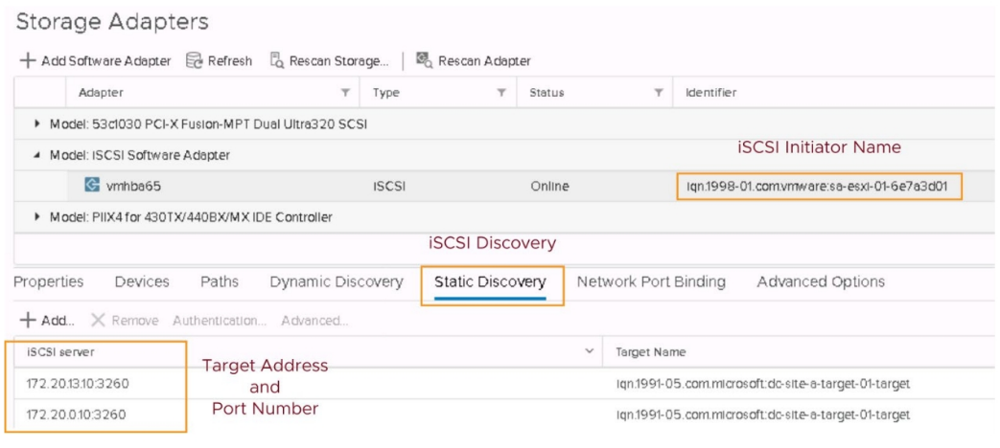 Storage Adapters
Add Software Adapter Refresh Rescan Storage... Rescan Adapter
Adapter Type Status Identifier
Model: 53c1030 PCI-X Fusion-MPT Dual Ultra320 SCSI
Model: iSCSI Software Adapter
iSCSI Initiator Name
vmhba65 iSCSI Online iqn.1998-01.com.vmware:sa-esxi-01-6e7a3d01
Model: PIIX4 for 430TX/440BX/MX IDE Controller
iSCSI Discovery
Properties Devices Paths Dynamic Discovery Static Discovery Network Port Binding Advanced Options
Add... Remove Authentication... Advanced...
iSCSI server Target Name
Target Address
and
Port Number
172.20.13.10:3260 iqn.1991-05.com.microsoft:dc-site-a-target-01-target
172.20.0.10:3260 iqn.1991-05.com.microsoft:dc-site-a-target-01-target